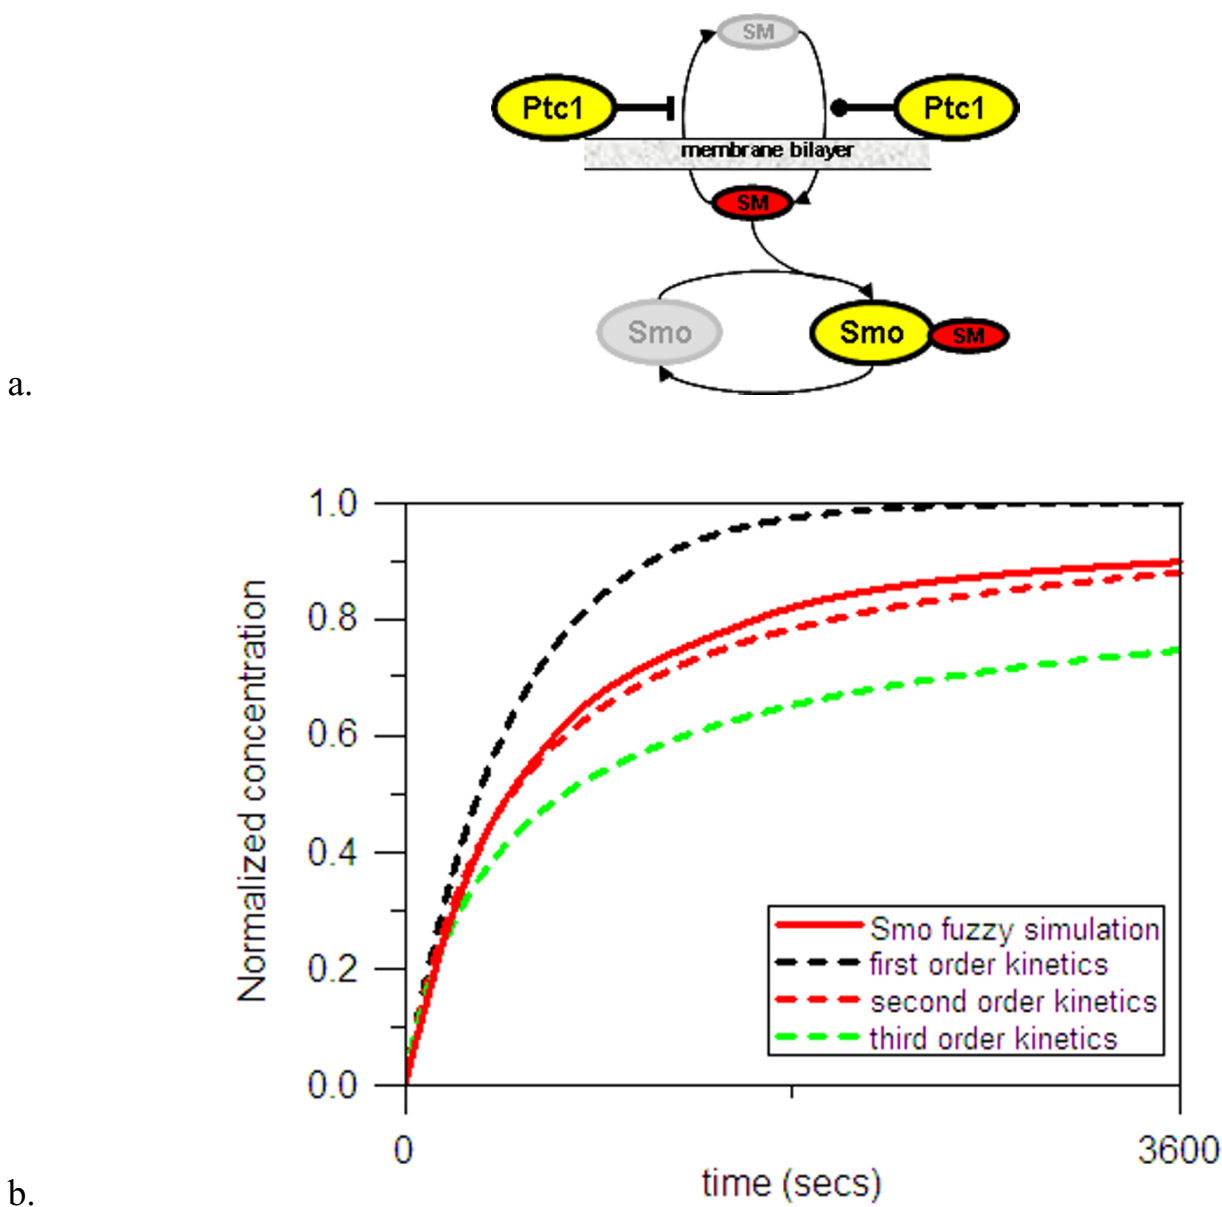 SM
Ptc1
Ptc1
membrane bilayer
SM
Smo
Smo
SM
a.
1.0
0.8
0.6
0.4
0.2
0.0
Normalized concentration
Smo fuzzy simulation
first order kinetics
second order kinetics
third order kinetics
0
3600
time (secs)
b.